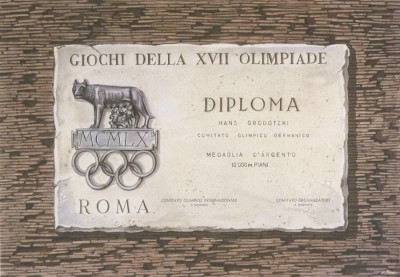 GIOCHI DELLA XVII OLIMPIADE
DIPLOMA
HANS GRODOTZKI
COMITATO OLIMPICO GERMANICO
MEDAGLIA D'ARGENTO
10'000 m. PIANI
MCMLX
ROMA
COMITATO OLIMPICO INTERNAZIONALE
COMITATO ORGANIZZATORE